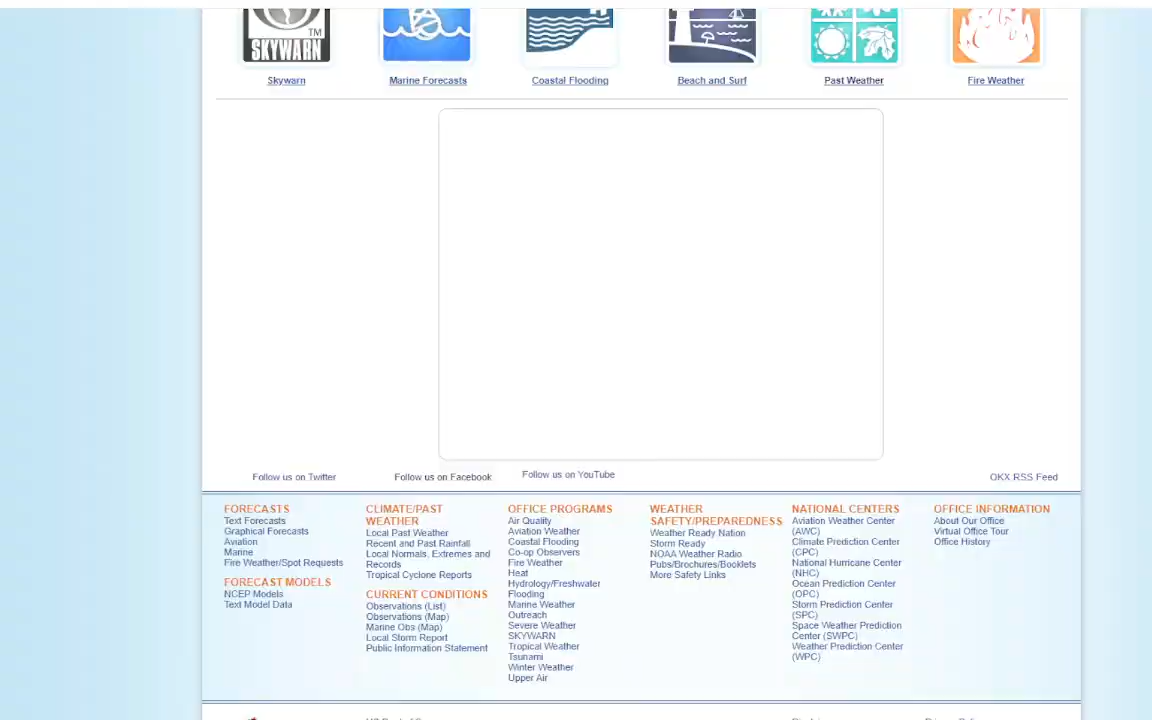 SKYWARN TM
Skywarn
Marine Forecasts
Coastal Flooding
Beach and Surf
Past Weather
Fire Weather
Follow us on Twitter
Follow us on Facebook
Follow us on YouTube
OKX RSS Feed
FORECASTS
Text Forecasts
Graphical Forecasts
Aviation
Marine
Fire Weather/Spot Requests
FORECAST MODELS
NCEP Models
Text Model Data
CLIMATE/PAST
WEATHER
Local Past Weather
Recent and Past Rainfall
Local Normals, Extremes and
Records
Tropical Cyclone Reports
CURRENT CONDITIONS
Observations (List)
Observations (Map)
Marine Obs (Map)
Local Storm Report
Public Information Statement
OFFICE PROGRAMS
Air Quality
Aviation Weather
Coastal Flooding
Co-op Observers
Fire Weather
Heat
Hydrology/Freshwater
Flooding
Marine Weather
Outreach
Severe Weather
SKYWARN
Tropical Weather
Tsunami
Winter Weather
Upper Air
WEATHER
SAFETY/PREPAREDNESS
Weather Ready Nation
Storm Ready
NOAA Weather Radio
Pubs/Brochures/Booklets
More Safety Links
NATIONAL CENTERS
Aviation Weather Center
(AWC)
Climate Prediction Center
(CPC)
National Hurricane Center
(NHC)
Ocean Prediction Center
(OPC)
Storm Prediction Center
(SPC)
Space Weather Prediction
Center (SWPC)
Weather Prediction Center
(WPC)
OFFICE INFORMATION
About Our Office
Virtual Office Tour
Office History